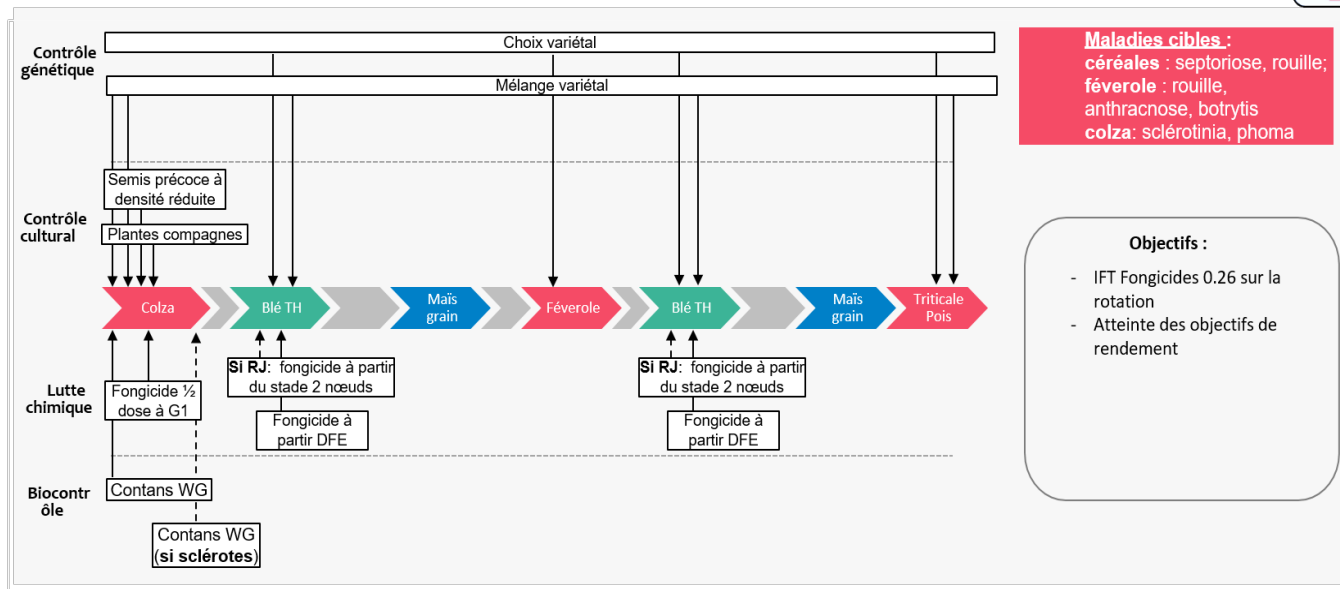 Contrôle
génétique
Choix variétal
Mélange variétal
Maladies cibles :
céréales : septoriose, rouille;
féverole : rouille,
anthracnose, botrytis
colza: sclérotinia, phoma
Contrôle
cultural
Semis précoce à
densité réduite
Plantes compagnes
Colza
Blé TH
Maïs
grain
Féverole
Blé TH
Maïs
grain
Triticale
Pois
Objectifs :
- IFT Fongicides 0.26 sur la
rotation
- Atteinte des objectifs de
rendement
Lutte
chimique
Fongicide ½
dose à G1
Si RJ: fongicide à partir
du stade 2 nœuds
Fongicide à
partir DFE
Si RJ: fongicide à partir
du stade 2 nœuds
Fongicide à
partir DFE
Biocontr
ôle
Contans WG
Contans WG
(si sclérotes)